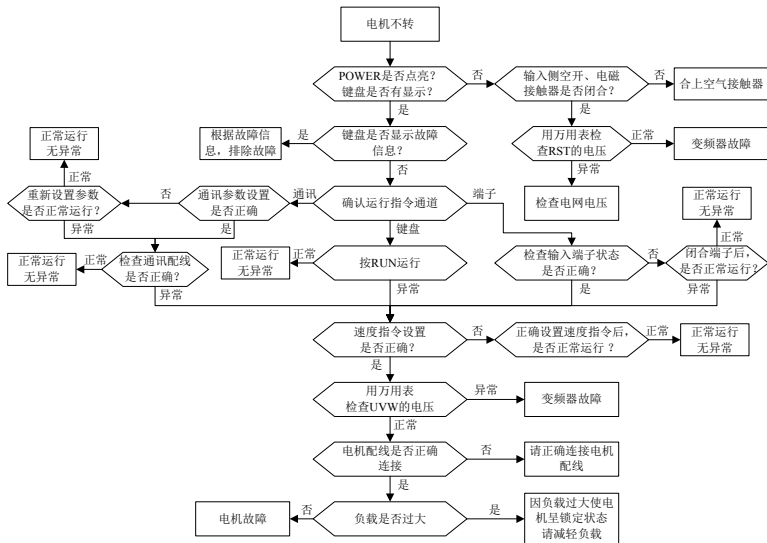 电机不转
POWER是否点亮？
键盘是否有显示？
否
输入侧空开、电磁
接触器是否闭合？
否
合上空气接触器
是
是
正常运行
无异常
根据故障信
息，排除故障
是
键盘是否显示故障
信息？
用万用表检
查RST的电压
正常
变频器故障
正常
否
异常
重新设置参数
是否正常运行？
否
通讯参数设置
是否正确
通讯
确认运行指令通道
端子
检查电网电压
正常运行
无异常
异常
是
键盘
正常
正常运行
无异常
正常
检查通讯配线
是否正确？
正常运行
无异常
正常
按RUN运行
检查输入端子状态
是否正确？
否
闭合端子后，
是否正常运行？
异常
异常
是
异常
速度指令设置
是否正确？
否
正确设置速度指令后，
是否正常运行 ？
正常
正常运行
无异常
是
用万用表
检查UVW的电压
异常
变频器故障
正常
电机配线是否正确
连接
否
请正确连接电机
配线
是
电机故障
否
负载是否过大
是
因负载过大使电
机呈锁定状态
请减轻负载